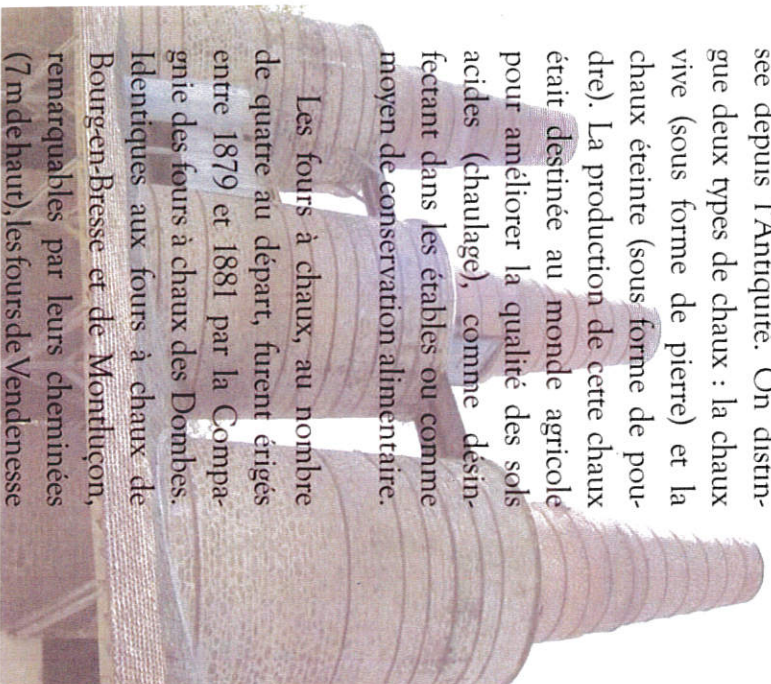 sée depuis l'Antiquité. On distin-
gue deux types de chaux : la chaux
vive (sous forme de pierre) et la
chaux éteinte (sous forme de pou-
dre). La production de cette chaux
était destinée au monde agricole
pour améliorer la qualité des sols
acides (chaulage), comme désin-
fectant dans les étables ou comme
moyen de conservation alimentaire.
Les fours à chaux, au nombre
de quatre au départ, furent érigés
entre 1879 et 1881 par la Compa-
gnie des fours à chaux des Dombes.
Identiques aux fours à chaux de
Bourg-en-Bresse et de Montluçon,
remarquables par leurs cheminées
(7 m de haut), les fours de Vendenesse